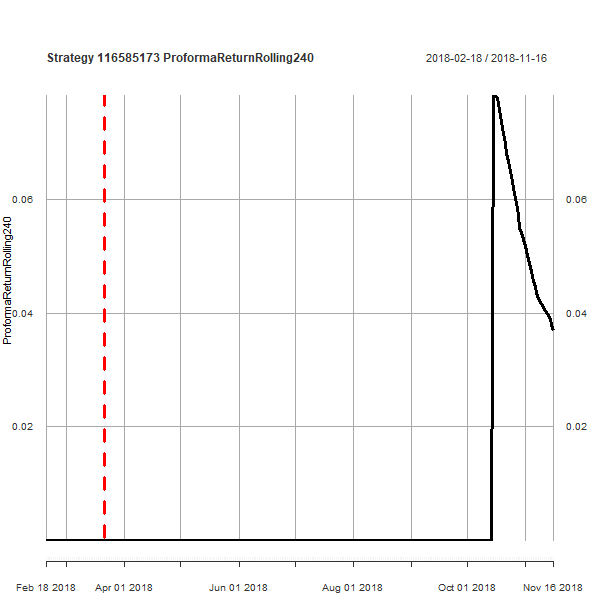 Strategy 116585173 ProformaReturnRolling240
2018-02-18 / 2018-11-16
ProformaReturnRolling240
0.06
0.06
0.04
0.04
0.02
0.02
Feb 18 2018
Apr 01 2018
Jun 01 2018
Aug 01 2018
Oct 01 2018
Nov 16 2018